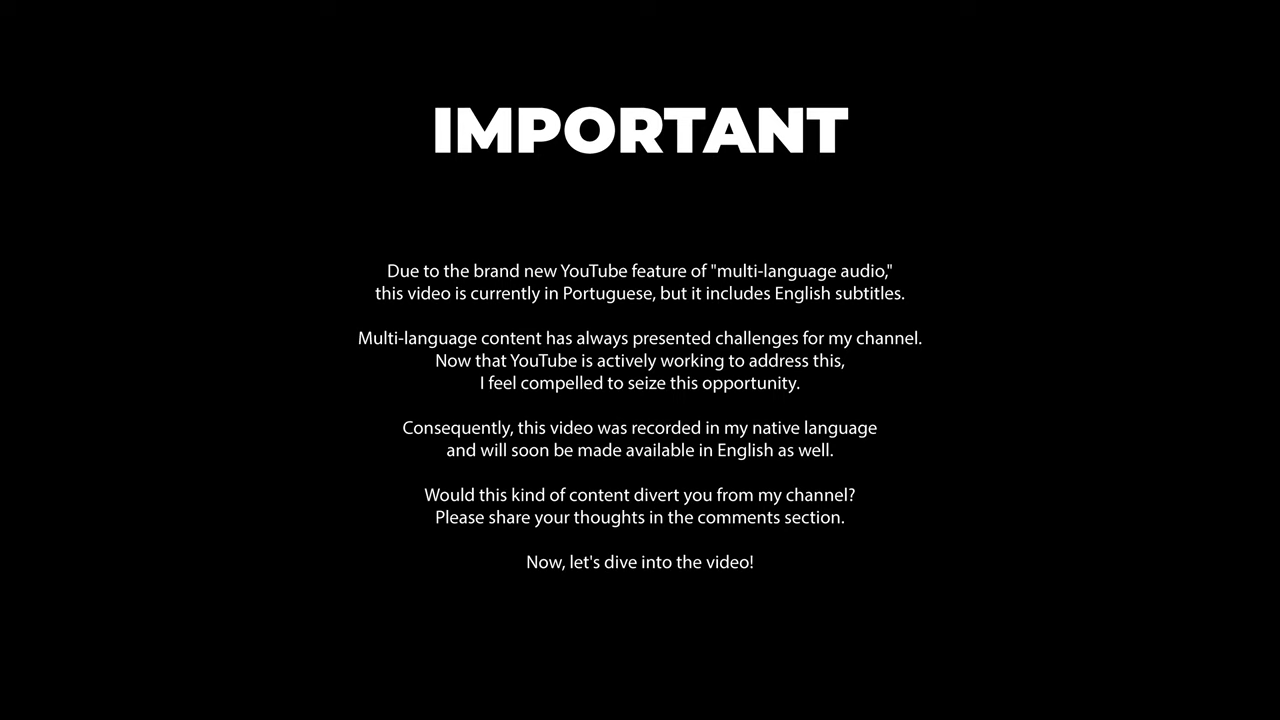 IMPORTANT
Due to the brand new YouTube feature of "multi-language audio,"
this video is currently in Portuguese, but it includes English subtitles.
Multi-language content has always presented challenges for my channel.
Now that YouTube is actively working to address this,
I feel compelled to seize this opportunity.
Consequently, this video was recorded in my native language
and will soon be made available in English as well.
Would this kind of content divert you from my channel?
Please share your thoughts in the comments section.
Now, let's dive into the video!